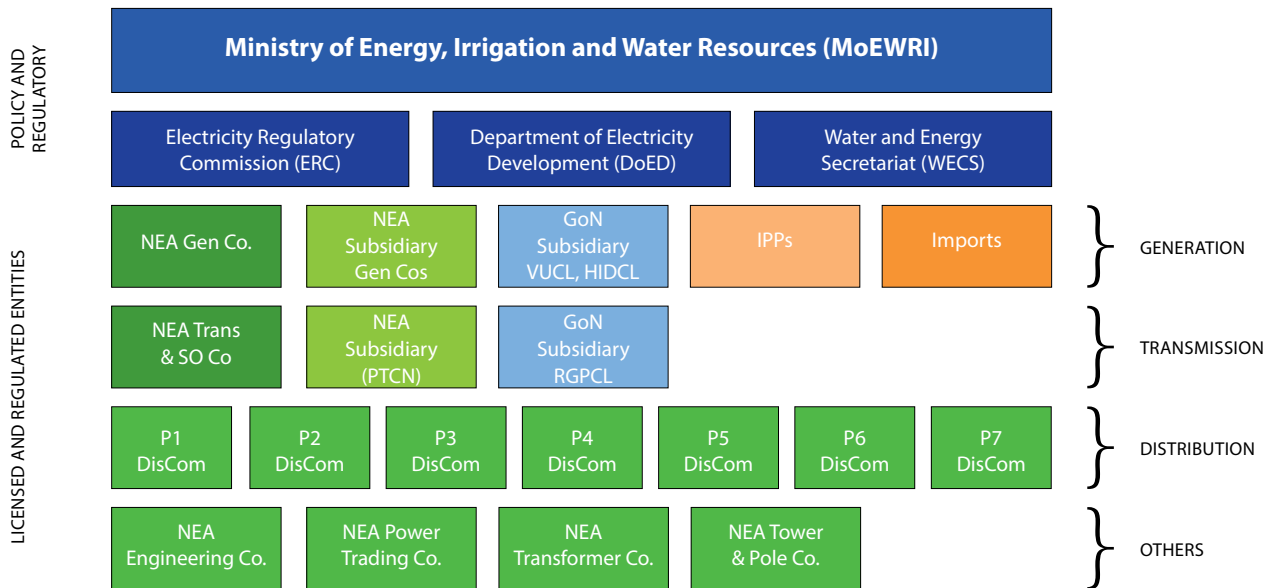 POLICY AND
REGULATORY
Ministry of Energy, Irrigation and Water Resources (MoEWRI)
Electricity Regulatory
Commission (ERC)
Department of Electricity
Development (DoED)
Water and Energy
Secretariat (WECS)
LICENSED AND REGULATED ENTITIES
NEA Gen Co.
NEA
Subsidiary
Gen Cos
GoN
Subsidiary
VUCL, HIDCL
IPPs
Imports
GENERATION
NEA Trans
& SO Co
NEA
Subsidiary
(PTCN)
GoN
Subsidiary
RGPCL
TRANSMISSION
P1
DisCom
P2
DisCom
P3
DisCom
P4
DisCom
P5
DisCom
P6
DisCom
P7
DisCom
DISTRIBUTION
NEA
Engineering Co.
NEA Power
Trading Co.
NEA
Transformer Co.
NEA Tower
& Pole Co.
OTHERS